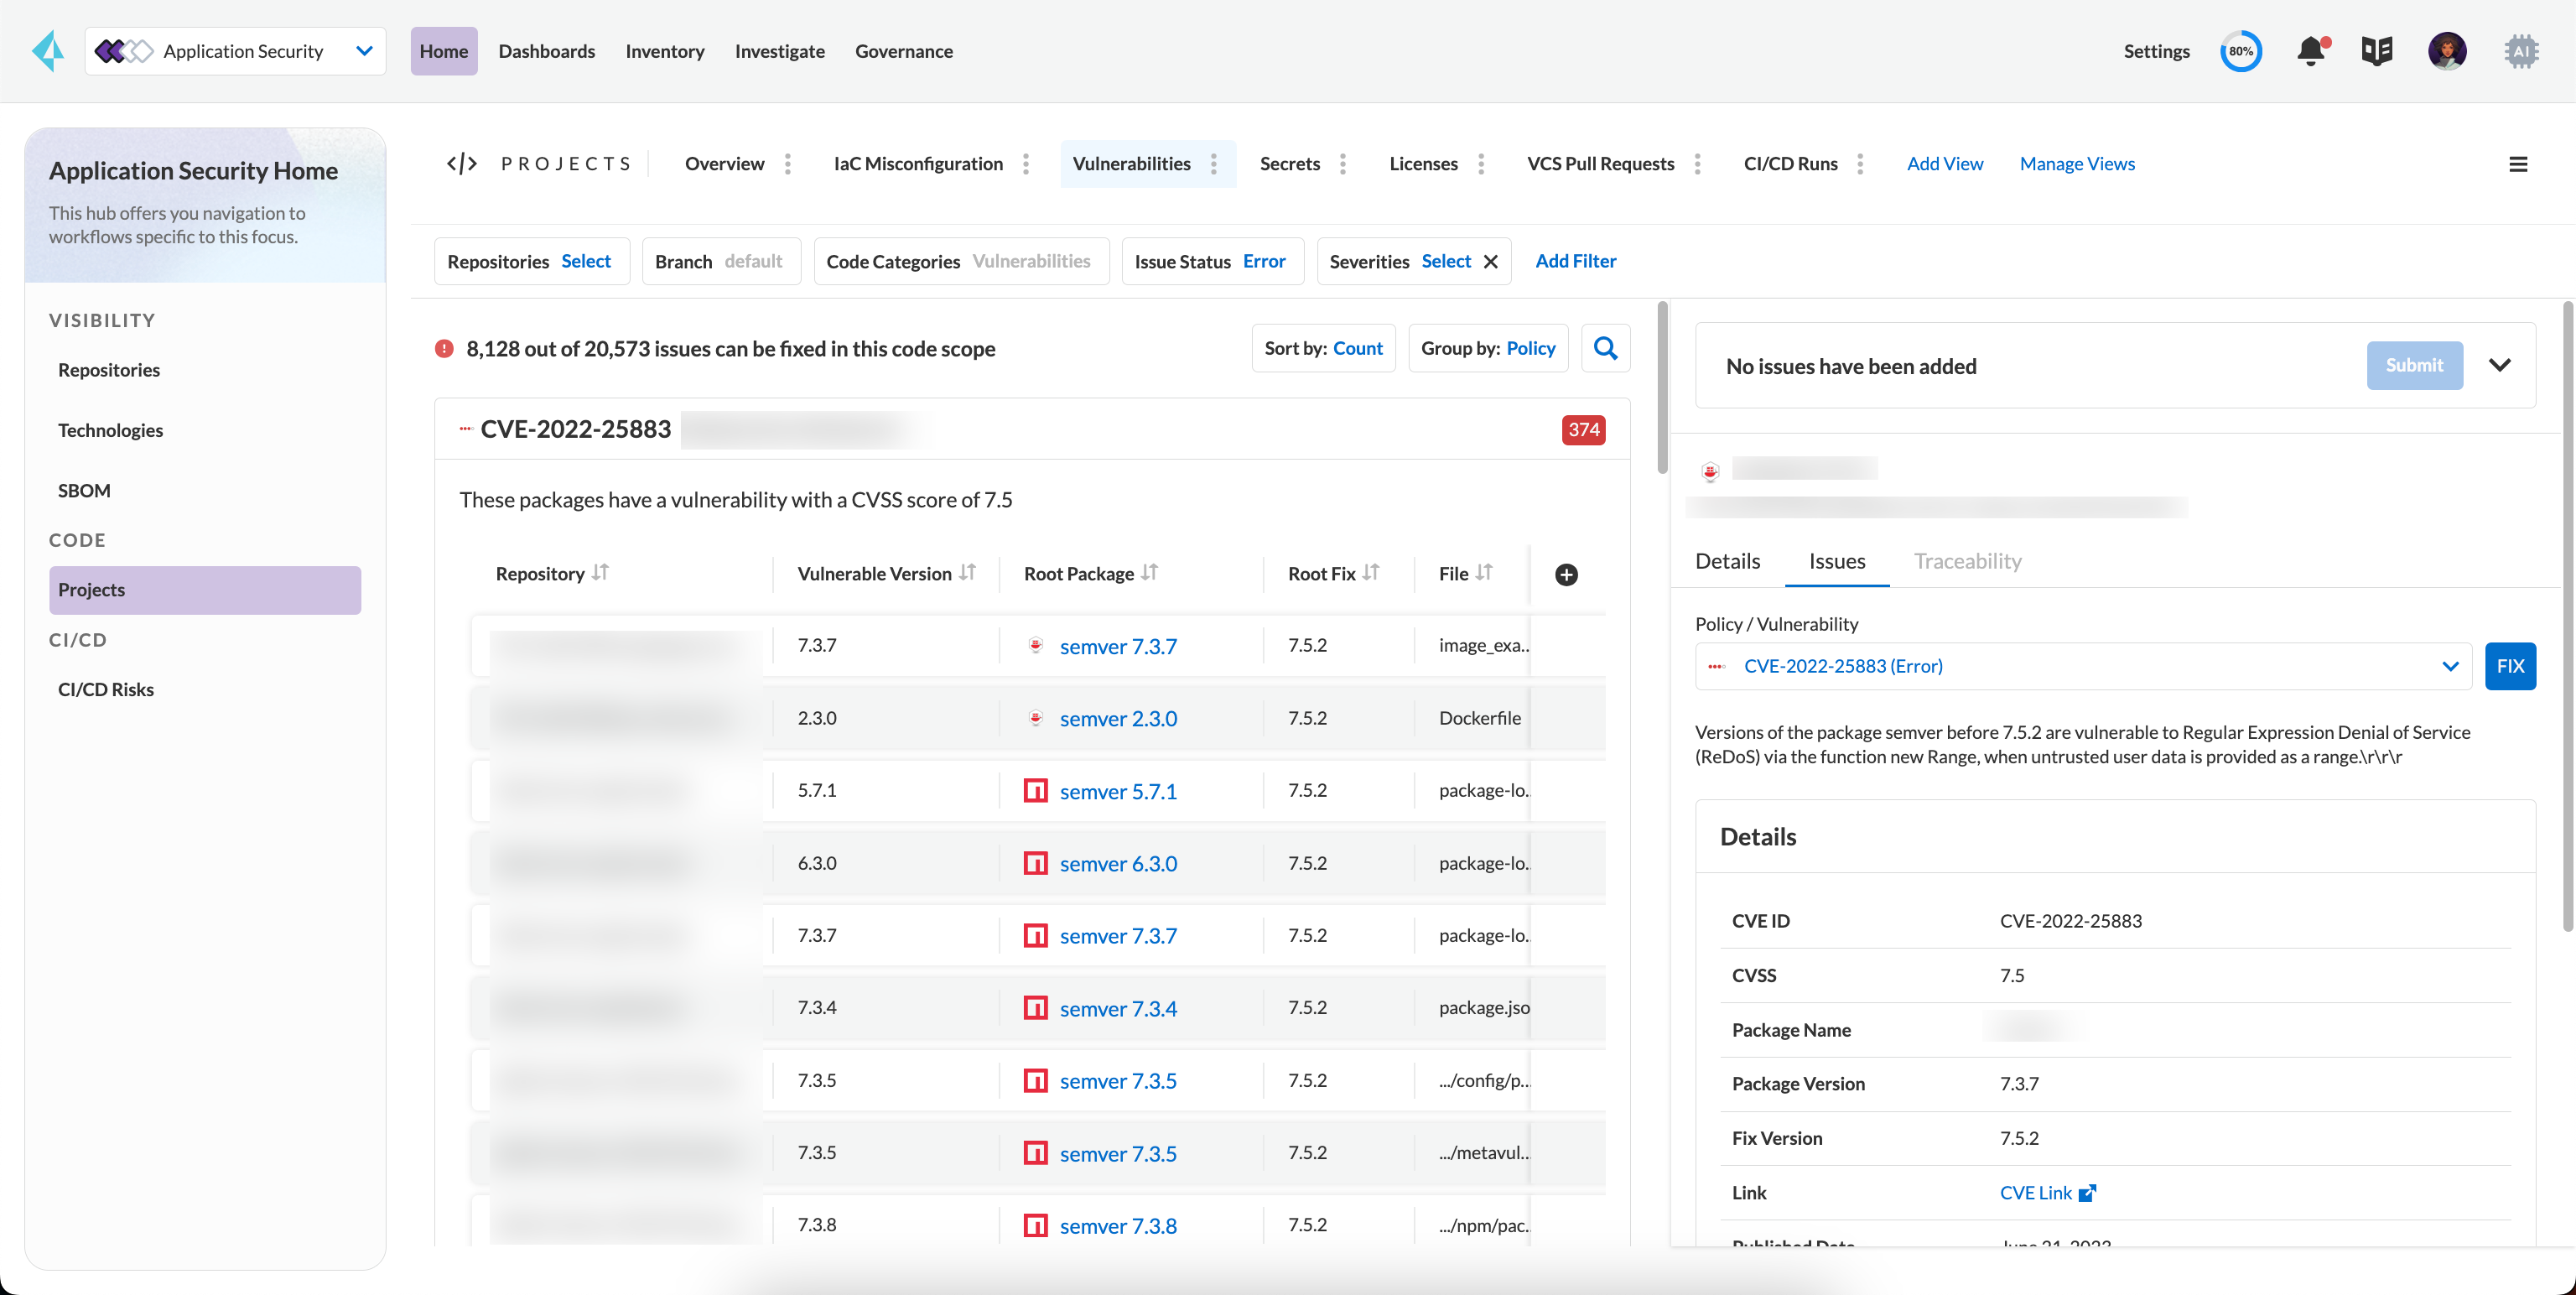 Application Security
Home
Dashboards
Inventory
Investigate
Governance
Settings
80%
AI
Application Security Home
This hub offers you navigation to
workflows specific to this focus.
VISIBILITY
Repositories
Technologies
SBOM
CODE
Projects
CI/CD
CI/CD Risks
</> PROJECTS
Overview
IaC Misconfiguration
Vulnerabilities
Secrets
Licenses
VCS Pull Requests
CI/CD Runs
Add View
Manage Views
Repositories Select
Branch default
Code Categories Vulnerabilities
Issue Status Error
Severities Select
Add Filter
8,128 out of 20,573 issues can be fixed in this code scope
Sort by: Count
Group by: Policy
CVE-2022-25883
374
These packages have a vulnerability with a CVSS score of 7.5
Repository Vulnerable Version Root Package Root Fix File
7.3.7 semver 7.3.7 7.5.2 image_exa..
2.3.0 semver 2.3.0 7.5.2 Dockerfile
5.7.1 semver 5.7.1 7.5.2 package-lo..
6.3.0 semver 6.3.0 7.5.2 package-lo..
7.3.7 semver 7.3.7 7.5.2 package-lo..
7.3.4 semver 7.3.4 7.5.2 package.jso
7.3.5 semver 7.3.5 7.5.2 .../config/p...
7.3.5 semver 7.3.5 7.5.2 .../metavul...
7.3.8 semver 7.3.8 7.5.2 .../npm/pac..
No issues have been added
Submit
Details
Issues
Traceability
Policy / Vulnerability
CVE-2022-25883 (Error)
FIX
Versions of the package semver before 7.5.2 are vulnerable to Regular Expression Denial of Service
(ReDoS) via the function new Range, when untrusted user data is provided as a range.\r\r\r
Details
CVE ID CVE-2022-25883
CVSS 7.5
Package Name
Package Version 7.3.7
Fix Version 7.5.2
Link CVE Link
Published Date June 21, 2023